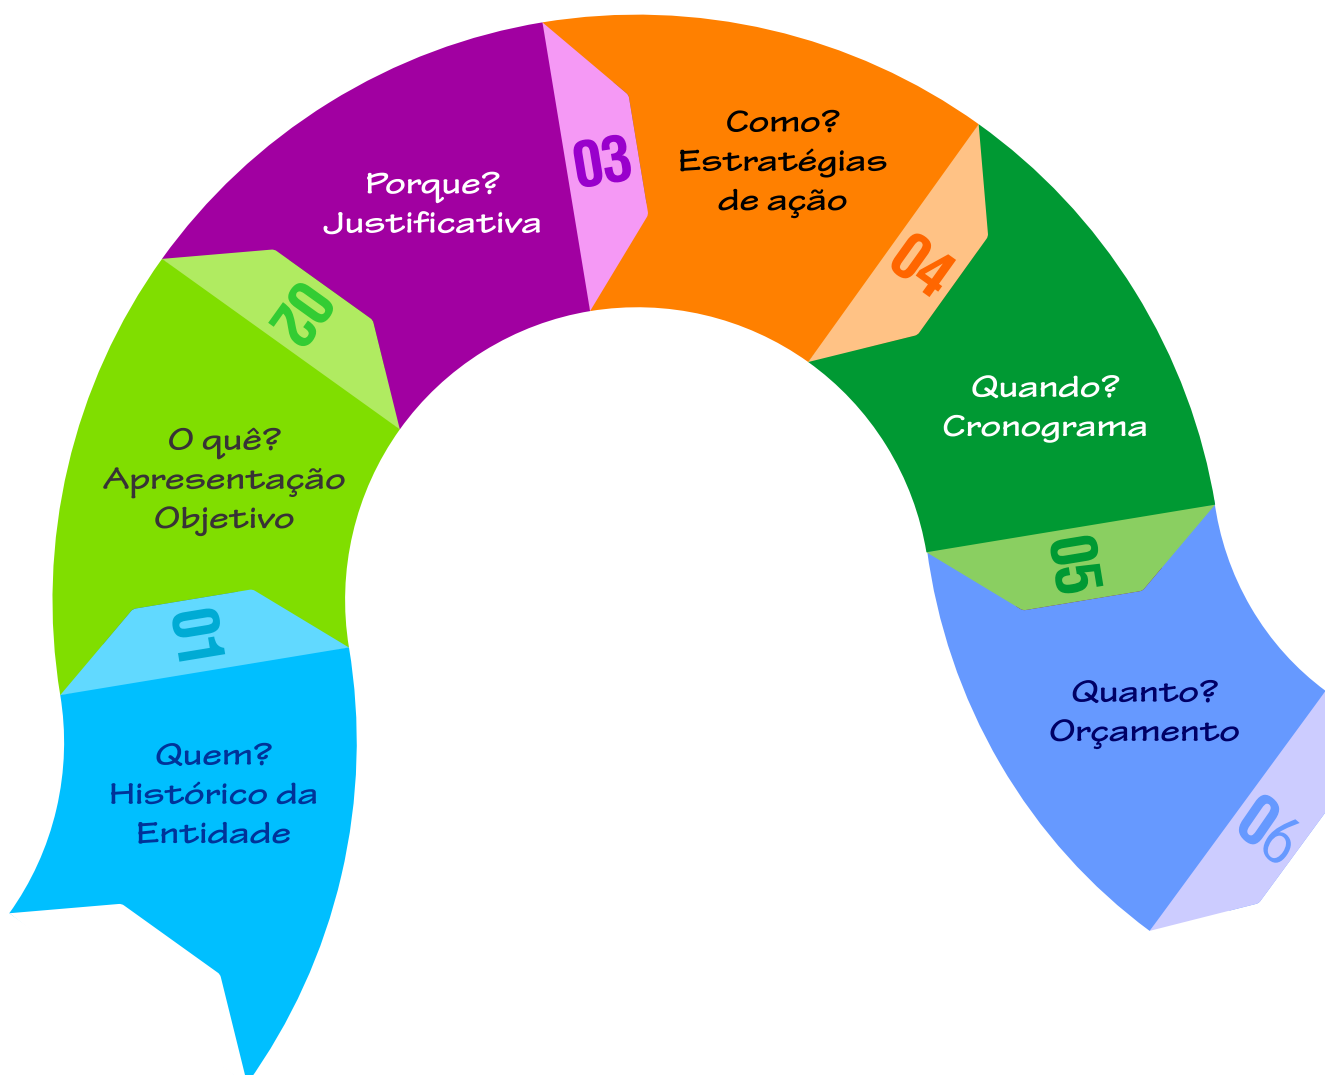 Quem?
Histórico da
Entidade
01
O quê?
Apresentação
Objetivo
02
Porque?
Justificativa
03
Como?
Estratégias
de ação
04
Quando?
Cronograma
05
Quanto?
Orçamento
06